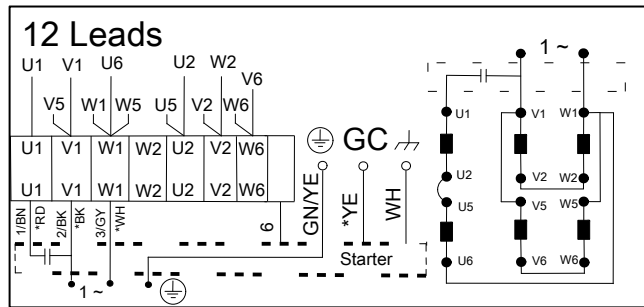 12 Leads
U1 V1 U6 U2 W2 V6
V5 W1 W5 U5 V2 W6
U1 V1 W1 W2 U2 V2 W6
U1 V1 W1 W2 U2 V2 W6
1/BN *RD 2/BK *BK 3/GY *WH
6
GN/YE *YE WH
GC
Starter
1 ~
1 ~
U1 V1 W1
U2 V2 W2
U5 V5 W5
U6 V6 W6